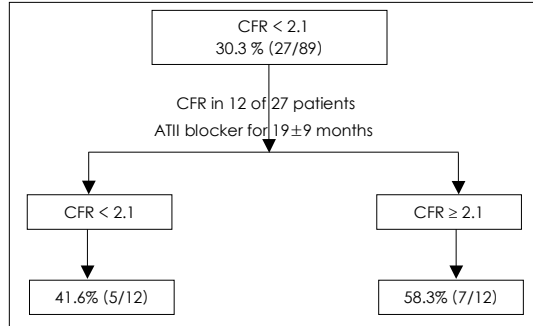 CFR < 2.1
30.3 % (27/89)
CFR in 12 of 27 patients
ATII blocker for 19±9 months
CFR < 2.1
CFR ≥ 2.1
41.6% (5/12)
58.3% (7/12)